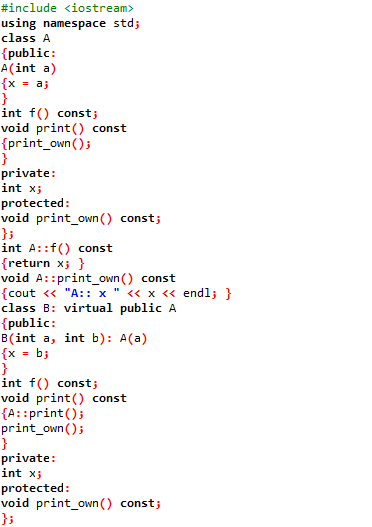 #include <iostream>
using namespace std;
class A
{public:
A(int a)
{x = a;
}
int f() const;
void print() const
{print_own();
}
private:
int x;
protected:
void print_own() const;
};
int A::f() const
{return x; }
void A::print_own() const
{cout << "A:: x " << x << endl; }
class B: virtual public A
{public:
B(int a, int b): A(a)
{x = b;
}
int f() const;
void print() const
{A::print();
print_own();
}
private:
int x;
protected:
void print_own() const;
};